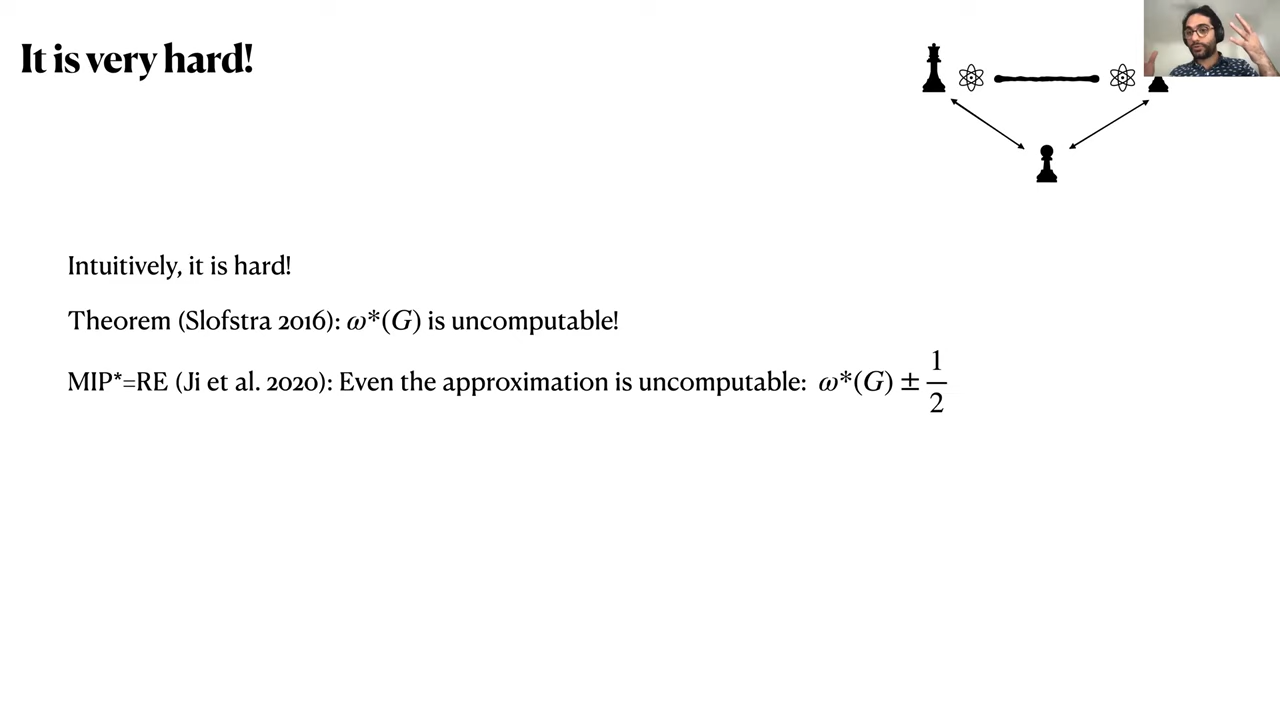 It is very hard!
Intuitively, it is hard!
Theorem (Slofstra 2016): ω*(G) is uncomputable!
MIP*=RE (Ji et al. 2020): Even the approximation is uncomputable: ω*(G) ± 1/2